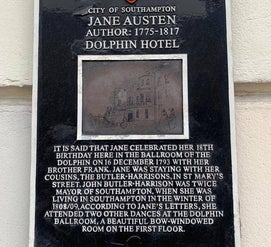 CITY OF SOUTHAMPTON
JANE AUSTEN
AUTHOR: 1775-1817
DOLPHIN HOTEL
IT IS SAID THAT JANE CELEBRATED HER 18TH
BIRTHDAY HERE IN THE BALLROOM OF THE
DOLPHIN ON 16 DECEMBER 1793 WITH HER
BROTHER FRANK. JANE WAS STAYING WITH HER
COUSINS, THE BUTLER-HARRISONS, IN ST MARY'S
STREET. JOHN BUTLER-HARRISON WAS TWICE
MAYOR OF SOUTHAMPTON. WHEN SHE WAS
LIVING IN SOUTHAMPTON IN THE WINTER OF
1808/09, ACCORDING TO JANE'S LETTERS, SHE
ATTENDED TWO OTHER DANCES AT THE DOLPHIN
BALLROOM, A BEAUTIFUL BOW-WINDOWED
ROOM ON THE FIRST FLOOR.